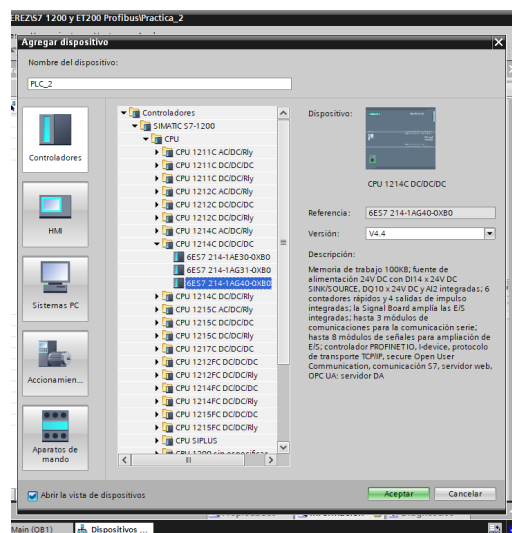 EREZ\S7 1200 y ET200 Profibus\Practica_2
Agregar dispositivo
Nombre del dispositivo:
PLC_2
Controladores
HMI
Sistemas PC
Accionamien...
Aparatos de
mando
Controladores
SIMATIC S7-1200
CPU
CPU 1211C AC/DC/Rly
CPU 1211C DC/DC/DC
CPU 1211C DC/DC/Rly
CPU 1212C AC/DC/Rly
CPU 1212C DC/DC/DC
CPU 1212C DC/DC/Rly
CPU 1214C AC/DC/Rly
CPU 1214C DC/DC/DC
6ES7 214-1AE30-0XB0
6ES7 214-1AG31-0XB0
6ES7 214-1AG40-0XB0
CPU 1214C DC/DC/Rly
CPU 1215C AC/DC/Rly
CPU 1215C DC/DC/DC
CPU 1215C DC/DC/Rly
CPU 1217C DC/DC/DC
CPU 1212FC DC/DC/DC
CPU 1212FC DC/DC/Rly
CPU 1214FC DC/DC/DC
CPU 1214FC DC/DC/Rly
CPU 1215FC DC/DC/DC
CPU 1215FC DC/DC/Rly
CPU SIPLUS
CPU 1200 sin especificar
Dispositivo:
CPU 1214C DC/DC/DC
Referencia:
6ES7 214-1AG40-0XB0
Versión:
V4.4
Descripción:
Memoria de trabajo 100KB; fuente de
alimentación 24V DC con DI14 x 24V DC
SINK/SOURCE, DQ10 x 24V DC y AI2 integradas; 6
contadores rápidos y 4 salidas de impulso
integradas; la Signal Board amplía las E/S
integradas; hasta 3 módulos de
comunicaciones para la comunicación serie;
hasta 8 módulos de señales para ampliación de
E/S; controlador PROFINET IO, I-device, protocolo
de transporte TCP/IP, secure Open User
Communication, comunicación S7, servidor web,
OPC UA: servidor DA
Abrir la vista de dispositivos
Aceptar
Cancelar
Main (OB1)
Dispositivos ...